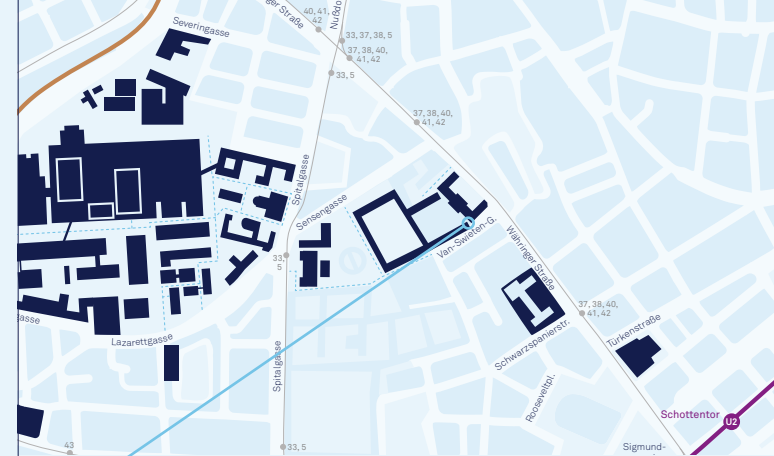 40, 41,
42
ger Straße
Nußdo
Severingasse
33, 37, 38, 5
37, 38, 40,
41, 42
33, 5
37, 38, 40,
41, 42
Spitalgasse
Sensengasse
Van-Swieten-G.
Währinger Straße
33,
5
37, 38, 40,
41, 42
gasse
Lazarettgasse
Türkenstraße
Schwarzspanierstr.
Spitalgasse
Rooseveltpl.
Schottentor
U2
43
33, 5
Sigmund-